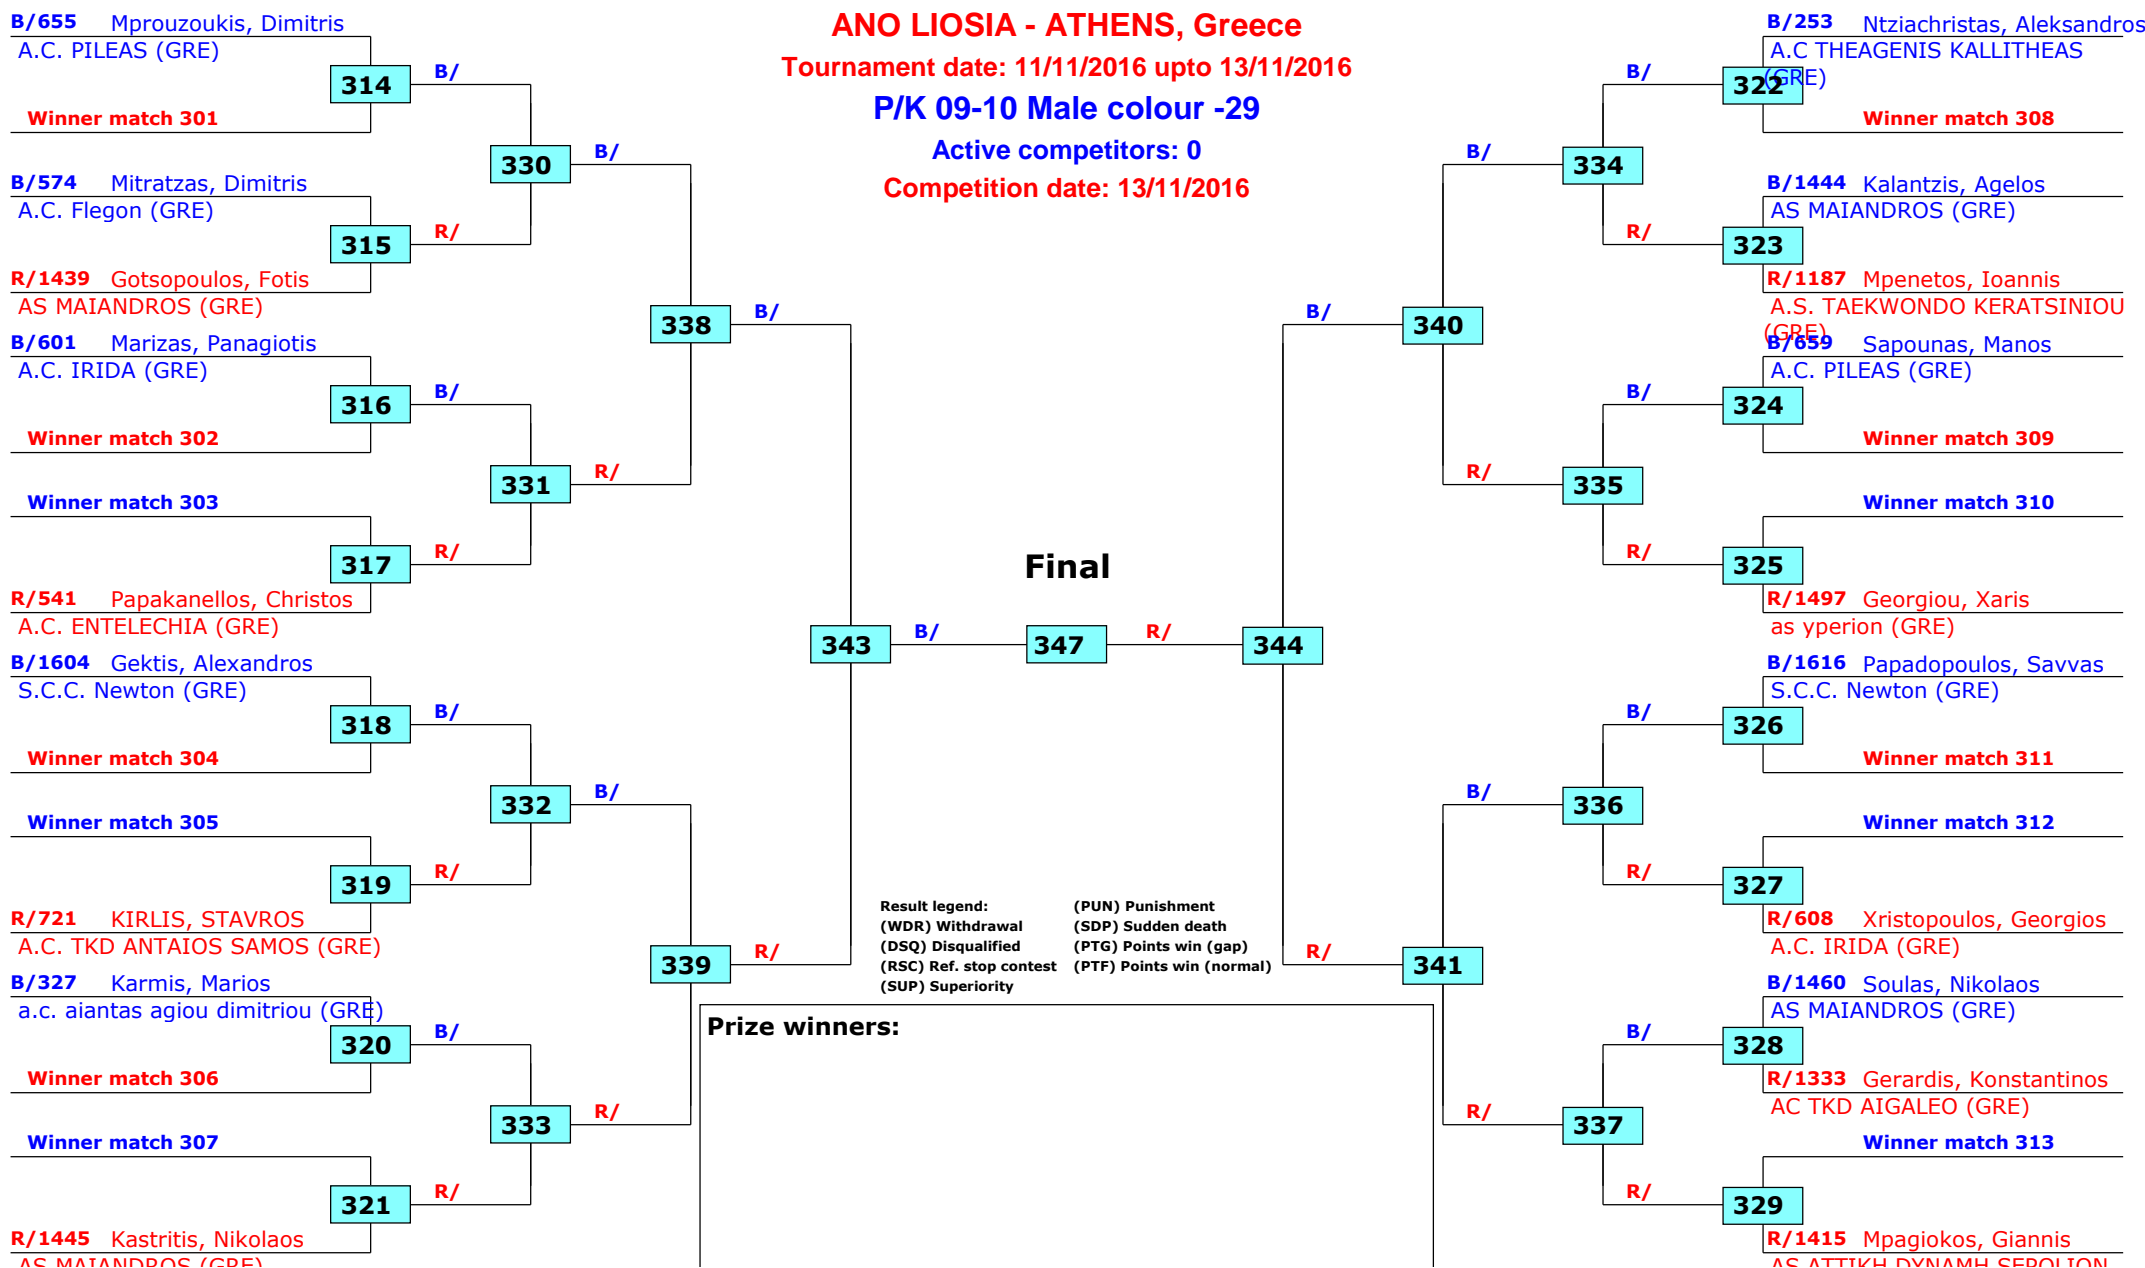 ANO LIOSIA - ATHENS, Greece
Tournament date: 11/11/2016 upto 13/11/2016
P/K 09-10 Male colour -29
Active competitors: 0
Competition date: 13/11/2016
B/655 Mprouzoukis, Dimitris
A.C. PILEAS (GRE)
314
B/
Winner match 301
330
B/
B/574 Mitratzas, Dimitris
A.C. Flegon (GRE)
315
R/
R/1439 Gotsopoulos, Fotis
AS MAIANDROS (GRE)
338
B/
B/601 Marizas, Panagiotis
A.C. IRIDA (GRE)
316
B/
Winner match 302
331
R/
Winner match 303
317
R/
R/541 Papakanellos, Christos
A.C. ENTELECHIA (GRE)
343
B/
B/1604 Gektis, Alexandros
S.C.C. Newton (GRE)
318
B/
Winner match 304
332
B/
Winner match 305
319
R/
R/721 KIRLIS, STAVROS
A.C. TKD ANTAIOS SAMOS (GRE)
339
R/
B/327 Karmis, Marios
a.c. aiantas agiou dimitriou (GRE)
320
B/
Winner match 306
333
R/
Winner match 307
321
R/
R/1445 Kastritis, Nikolaos
AS MAIANDROS (GRE)
Final
347
R/
344
B/253 Ntziachristas, Aleksandros
A.C THEAGENIS KALLITHEAS
(GRE)
322
B/
Winner match 308
334
B/
B/1444 Kalantzis, Agelos
AS MAIANDROS (GRE)
323
R/
R/1187 Mpenetos, Ioannis
A.S. TAEKWONDO KERATSINIOU
(GRE)
340
B/
B/659 Sapounas, Manos
A.C. PILEAS (GRE)
324
B/
Winner match 309
335
R/
Winner match 310
325
R/
R/1497 Georgiou, Xaris
as yperion (GRE)
B/1616 Papadopoulos, Savvas
S.C.C. Newton (GRE)
326
B/
Winner match 311
336
B/
Winner match 312
327
R/
R/608 Xristopoulos, Georgios
A.C. IRIDA (GRE)
341
R/
B/1460 Soulas, Nikolaos
AS MAIANDROS (GRE)
328
B/
R/1333 Gerardis, Konstantinos
AC TKD AIGALEO (GRE)
337
R/
Winner match 313
329
R/
R/1415 Mpagiokos, Giannis
AS ATTIKH DYNAMH SEPOLION
Result legend:
(WDR) Withdrawal
(DSQ) Disqualified
(RSC) Ref. stop contest
(SUP) Superiority
(PUN) Punishment
(SDP) Sudden death
(PTG) Points win (gap)
(PTF) Points win (normal)
Prize winners: